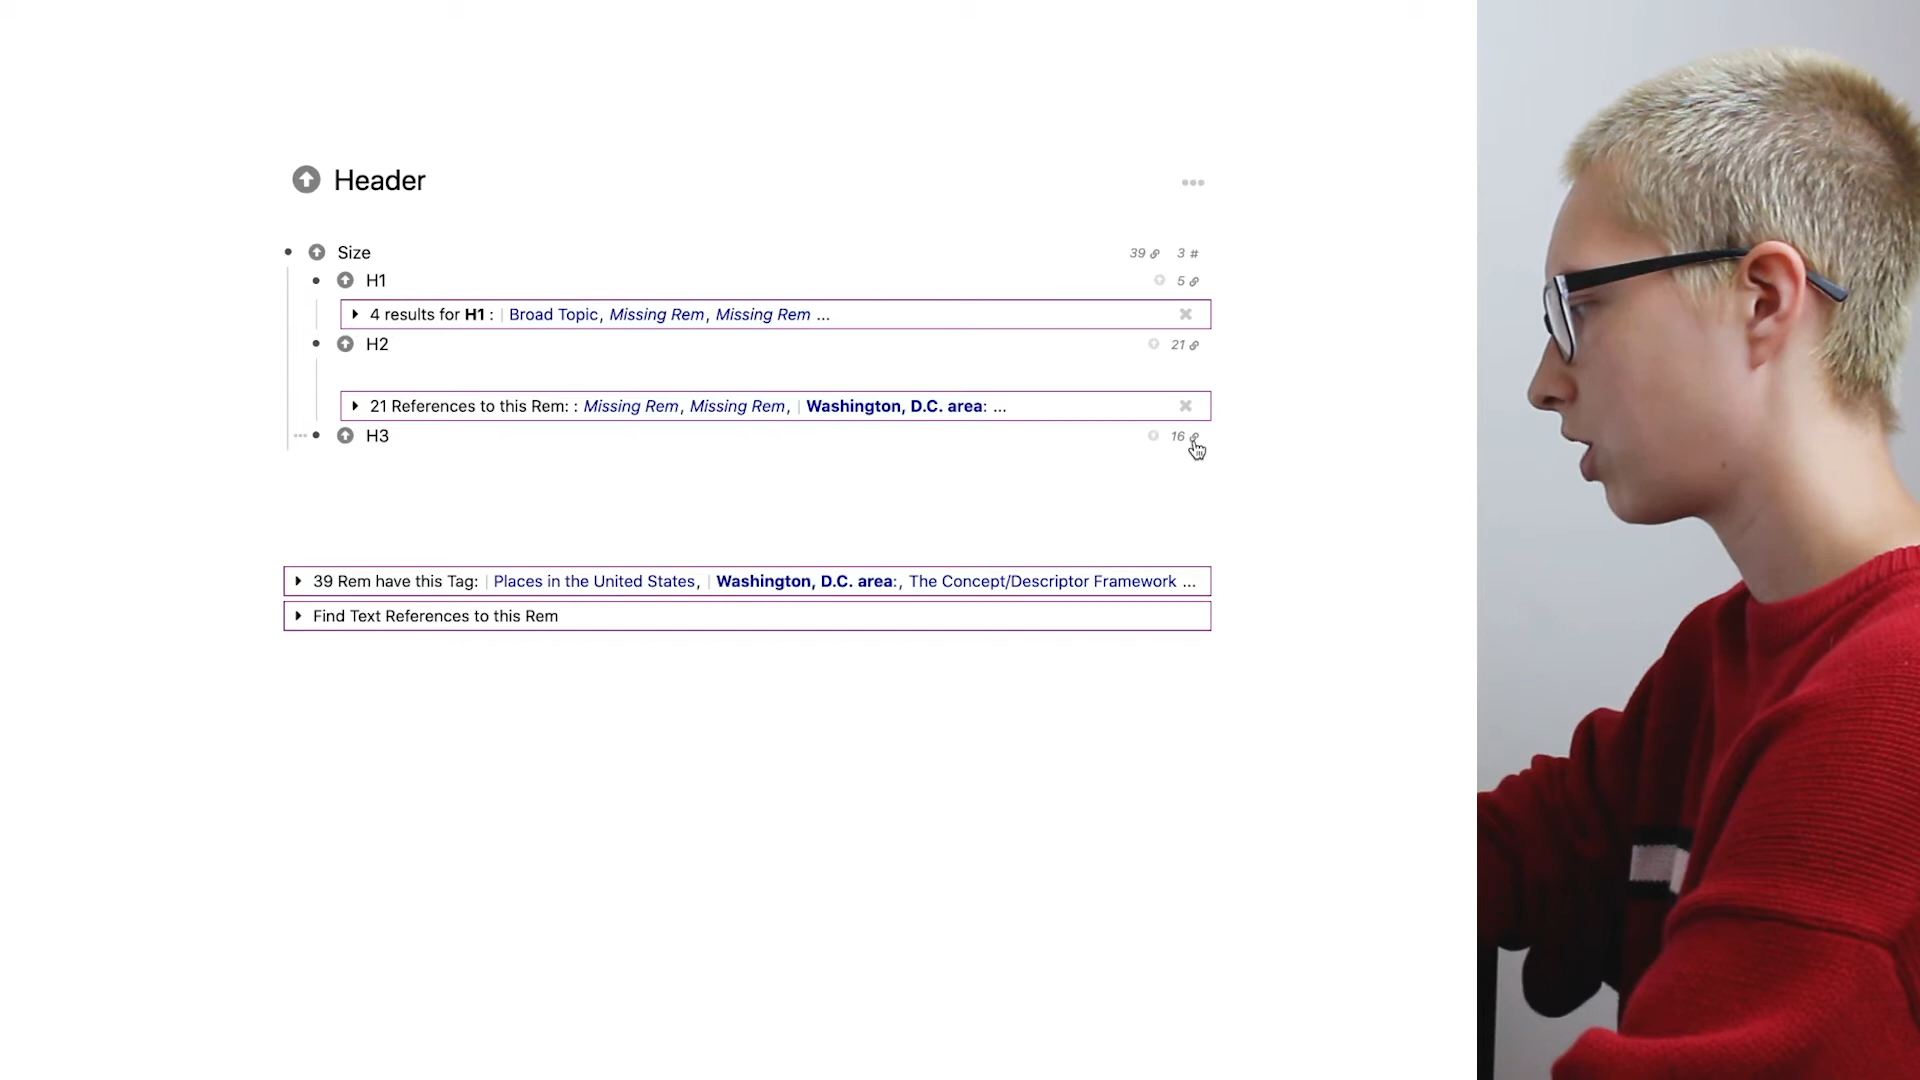 Header
Size 39 3 #
H1 5
4 results for H1 : Broad Topic, Missing Rem, Missing Rem ...
H2 21
21 References to this Rem: : Missing Rem, Missing Rem, Washington, D.C. area: ...
H3 16
39 Rem have this Tag: Places in the United States, Washington, D.C. area:, The Concept/Descriptor Framework ...
Find Text References to this Rem